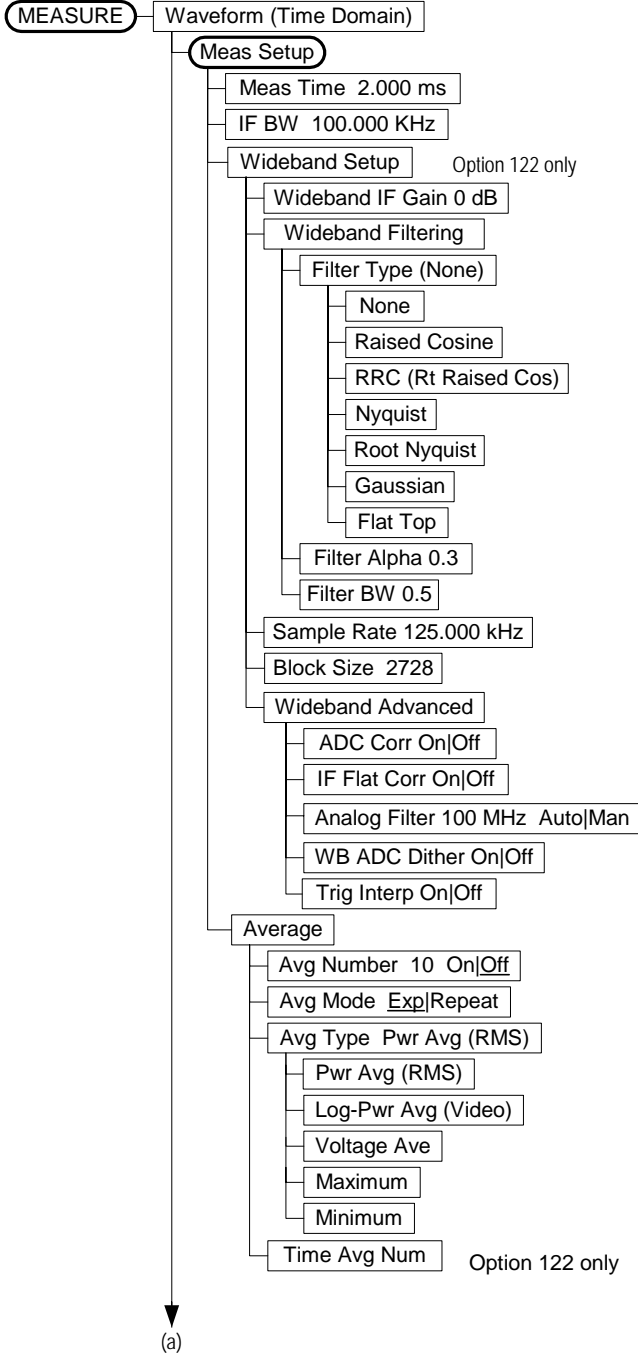 MEASURE Waveform (Time Domain)
Meas Setup
Meas Time 2.000 ms
IF BW 100.000 KHz
Wideband Setup Option 122 only
Wideband IF Gain 0 dB
Wideband Filtering
Filter Type (None)
None
Raised Cosine
RRC (Rt Raised Cos)
Nyquist
Root Nyquist
Gaussian
Flat Top
Filter Alpha 0.3
Filter BW 0.5
Sample Rate 125.000 kHz
Block Size 2728
Wideband Advanced
ADC Corr On|Off
IF Flat Corr On|Off
Analog Filter 100 MHz Auto|Man
WB ADC Dither On|Off
Trig Interp On|Off
Average
Avg Number 10 On|Off
Avg Mode Exp|Repeat
Avg Type Pwr Avg (RMS)
Pwr Avg (RMS)
Log-Pwr Avg (Video)
Voltage Ave
Maximum
Minimum
Time Avg Num Option 122 only
(a)